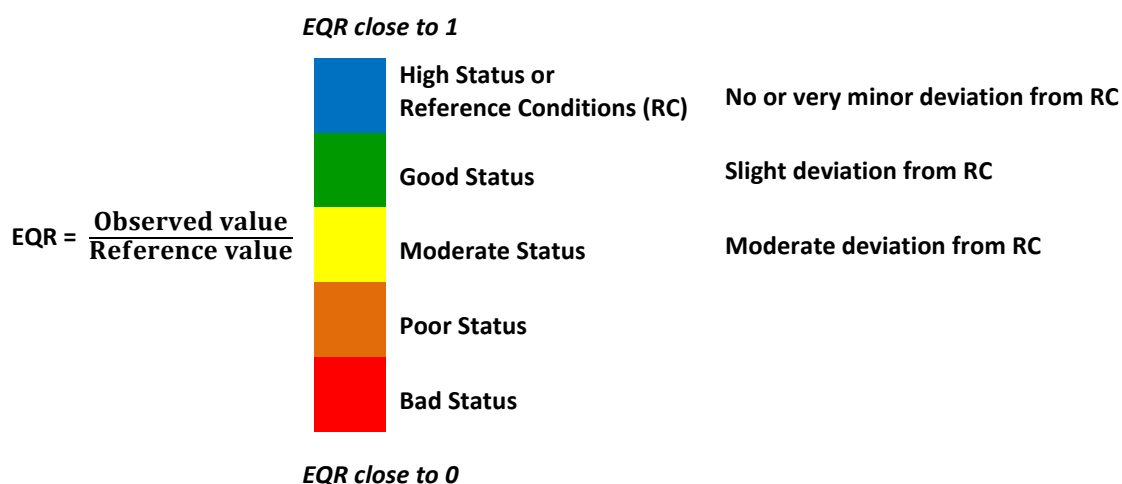 EQR close to 1
High Status or
Reference Conditions (RC)
No or very minor deviation from RC
Good Status
Slight deviation from RC
EQR = Observed value
Reference value
Moderate Status
Moderate deviation from RC
Poor Status
Bad Status
EQR close to 0